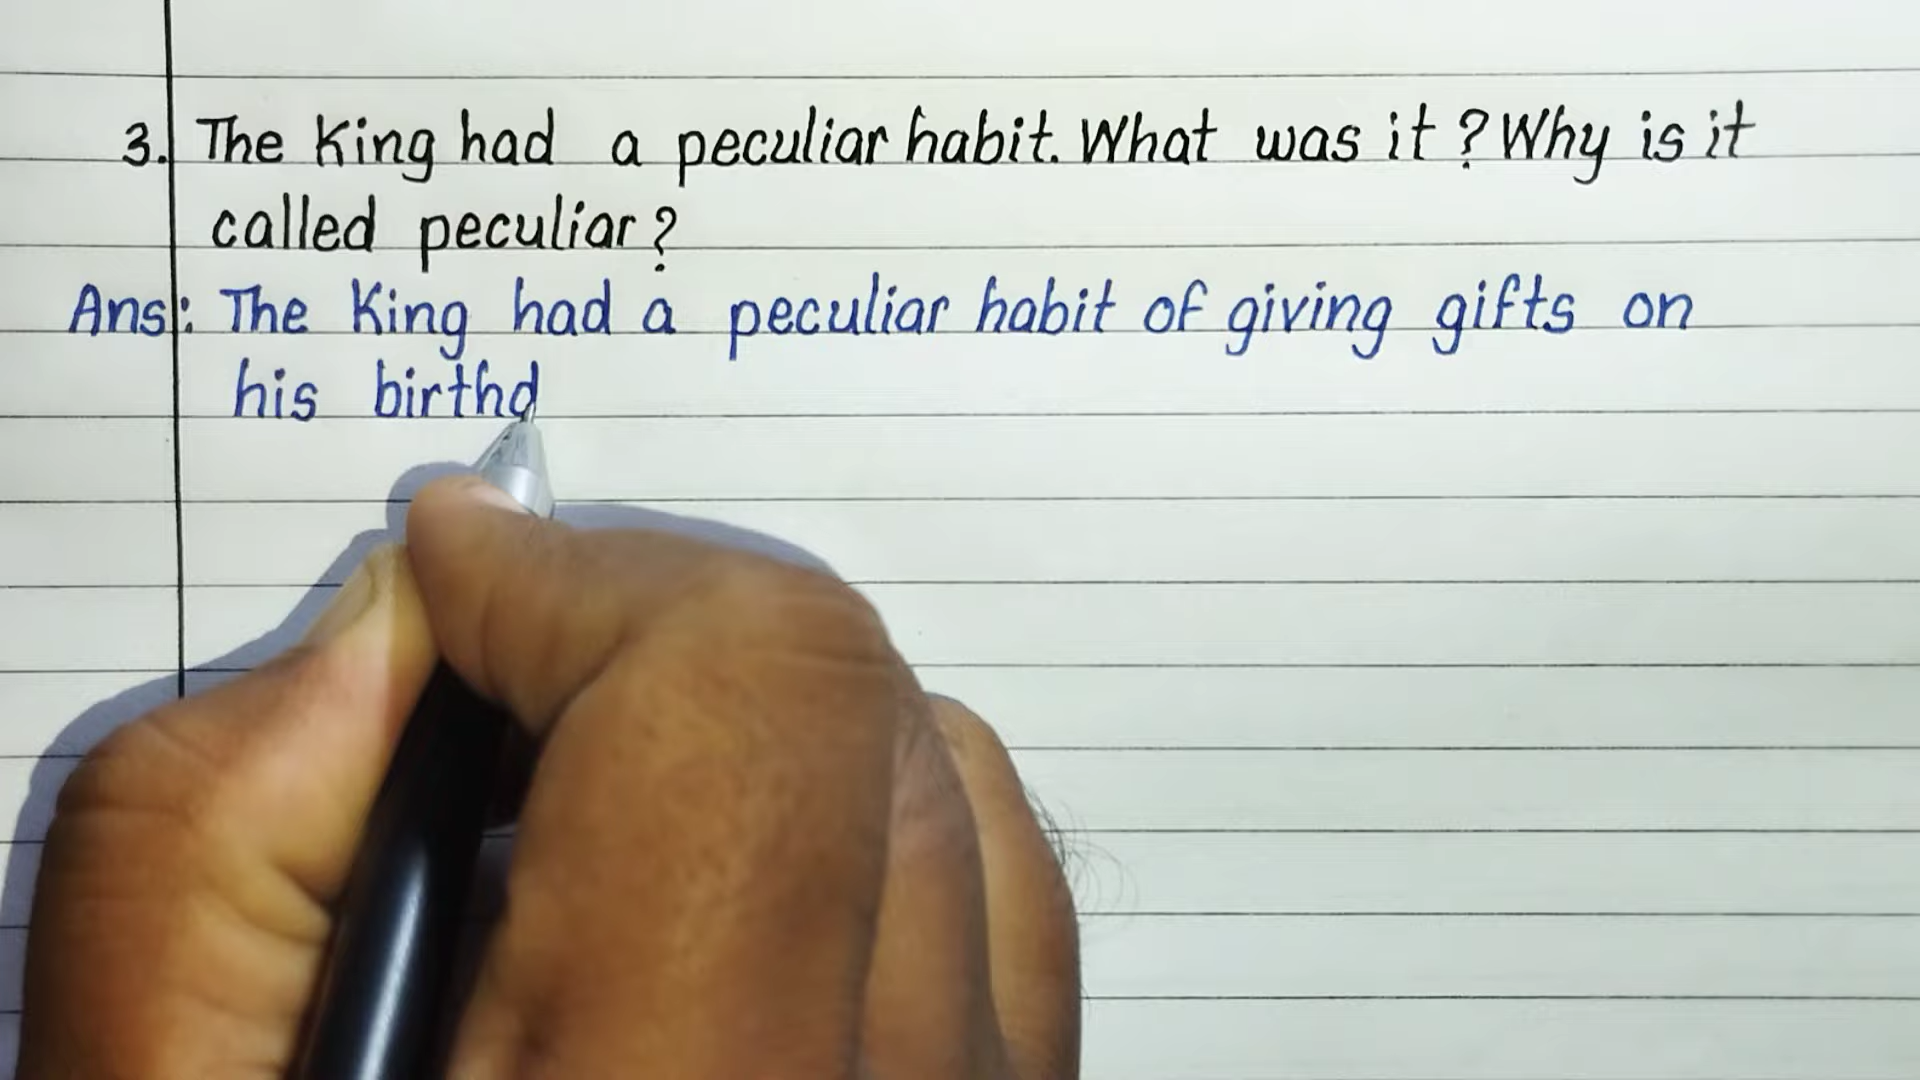 3. The King had a peculiar habit. What was it? Why is it
called peculiar?
Ans: The King had a peculiar habit of giving gifts on
his birthd